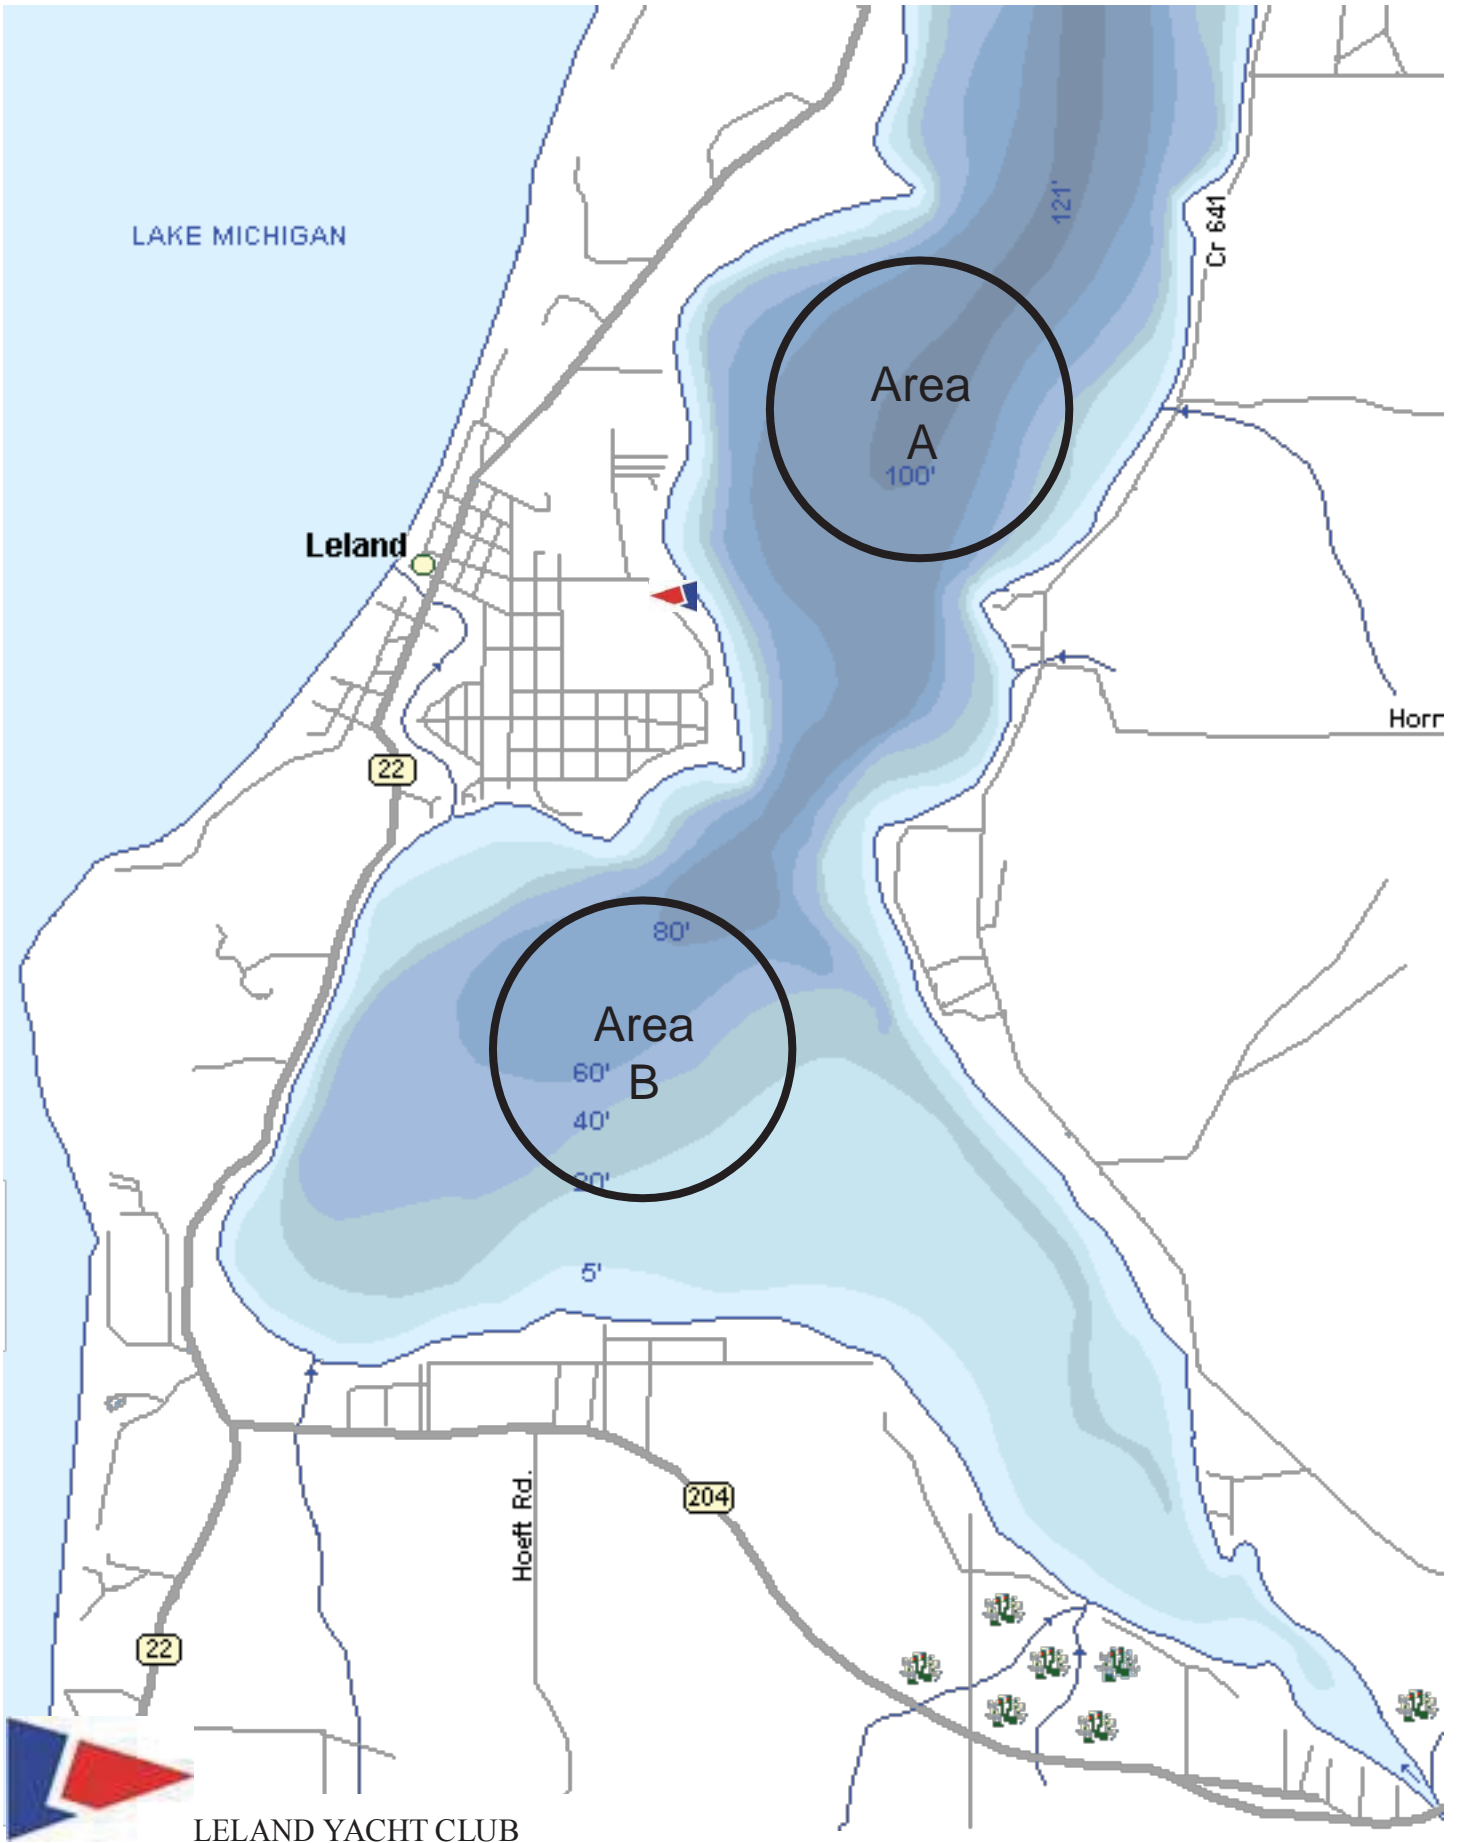 121'
Cr 641
LAKE MICHIGAN
Area
A
100'
Leland
Horr
22
80'
Area
B
60'
40'
20'
5'
204
Hoeft Rd.
22
LELAND YACHT CLUB